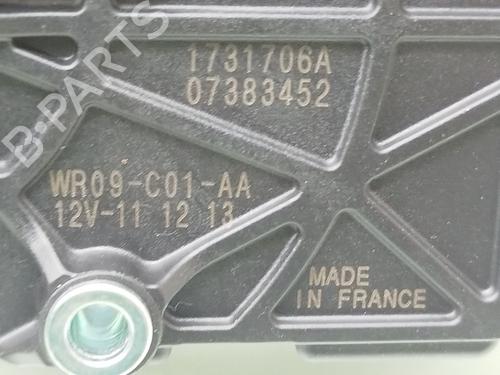 B-PARTS
1731706A
07383452
WR09-C01-AA
12V-11 12 13
MADE
IN FRANCE